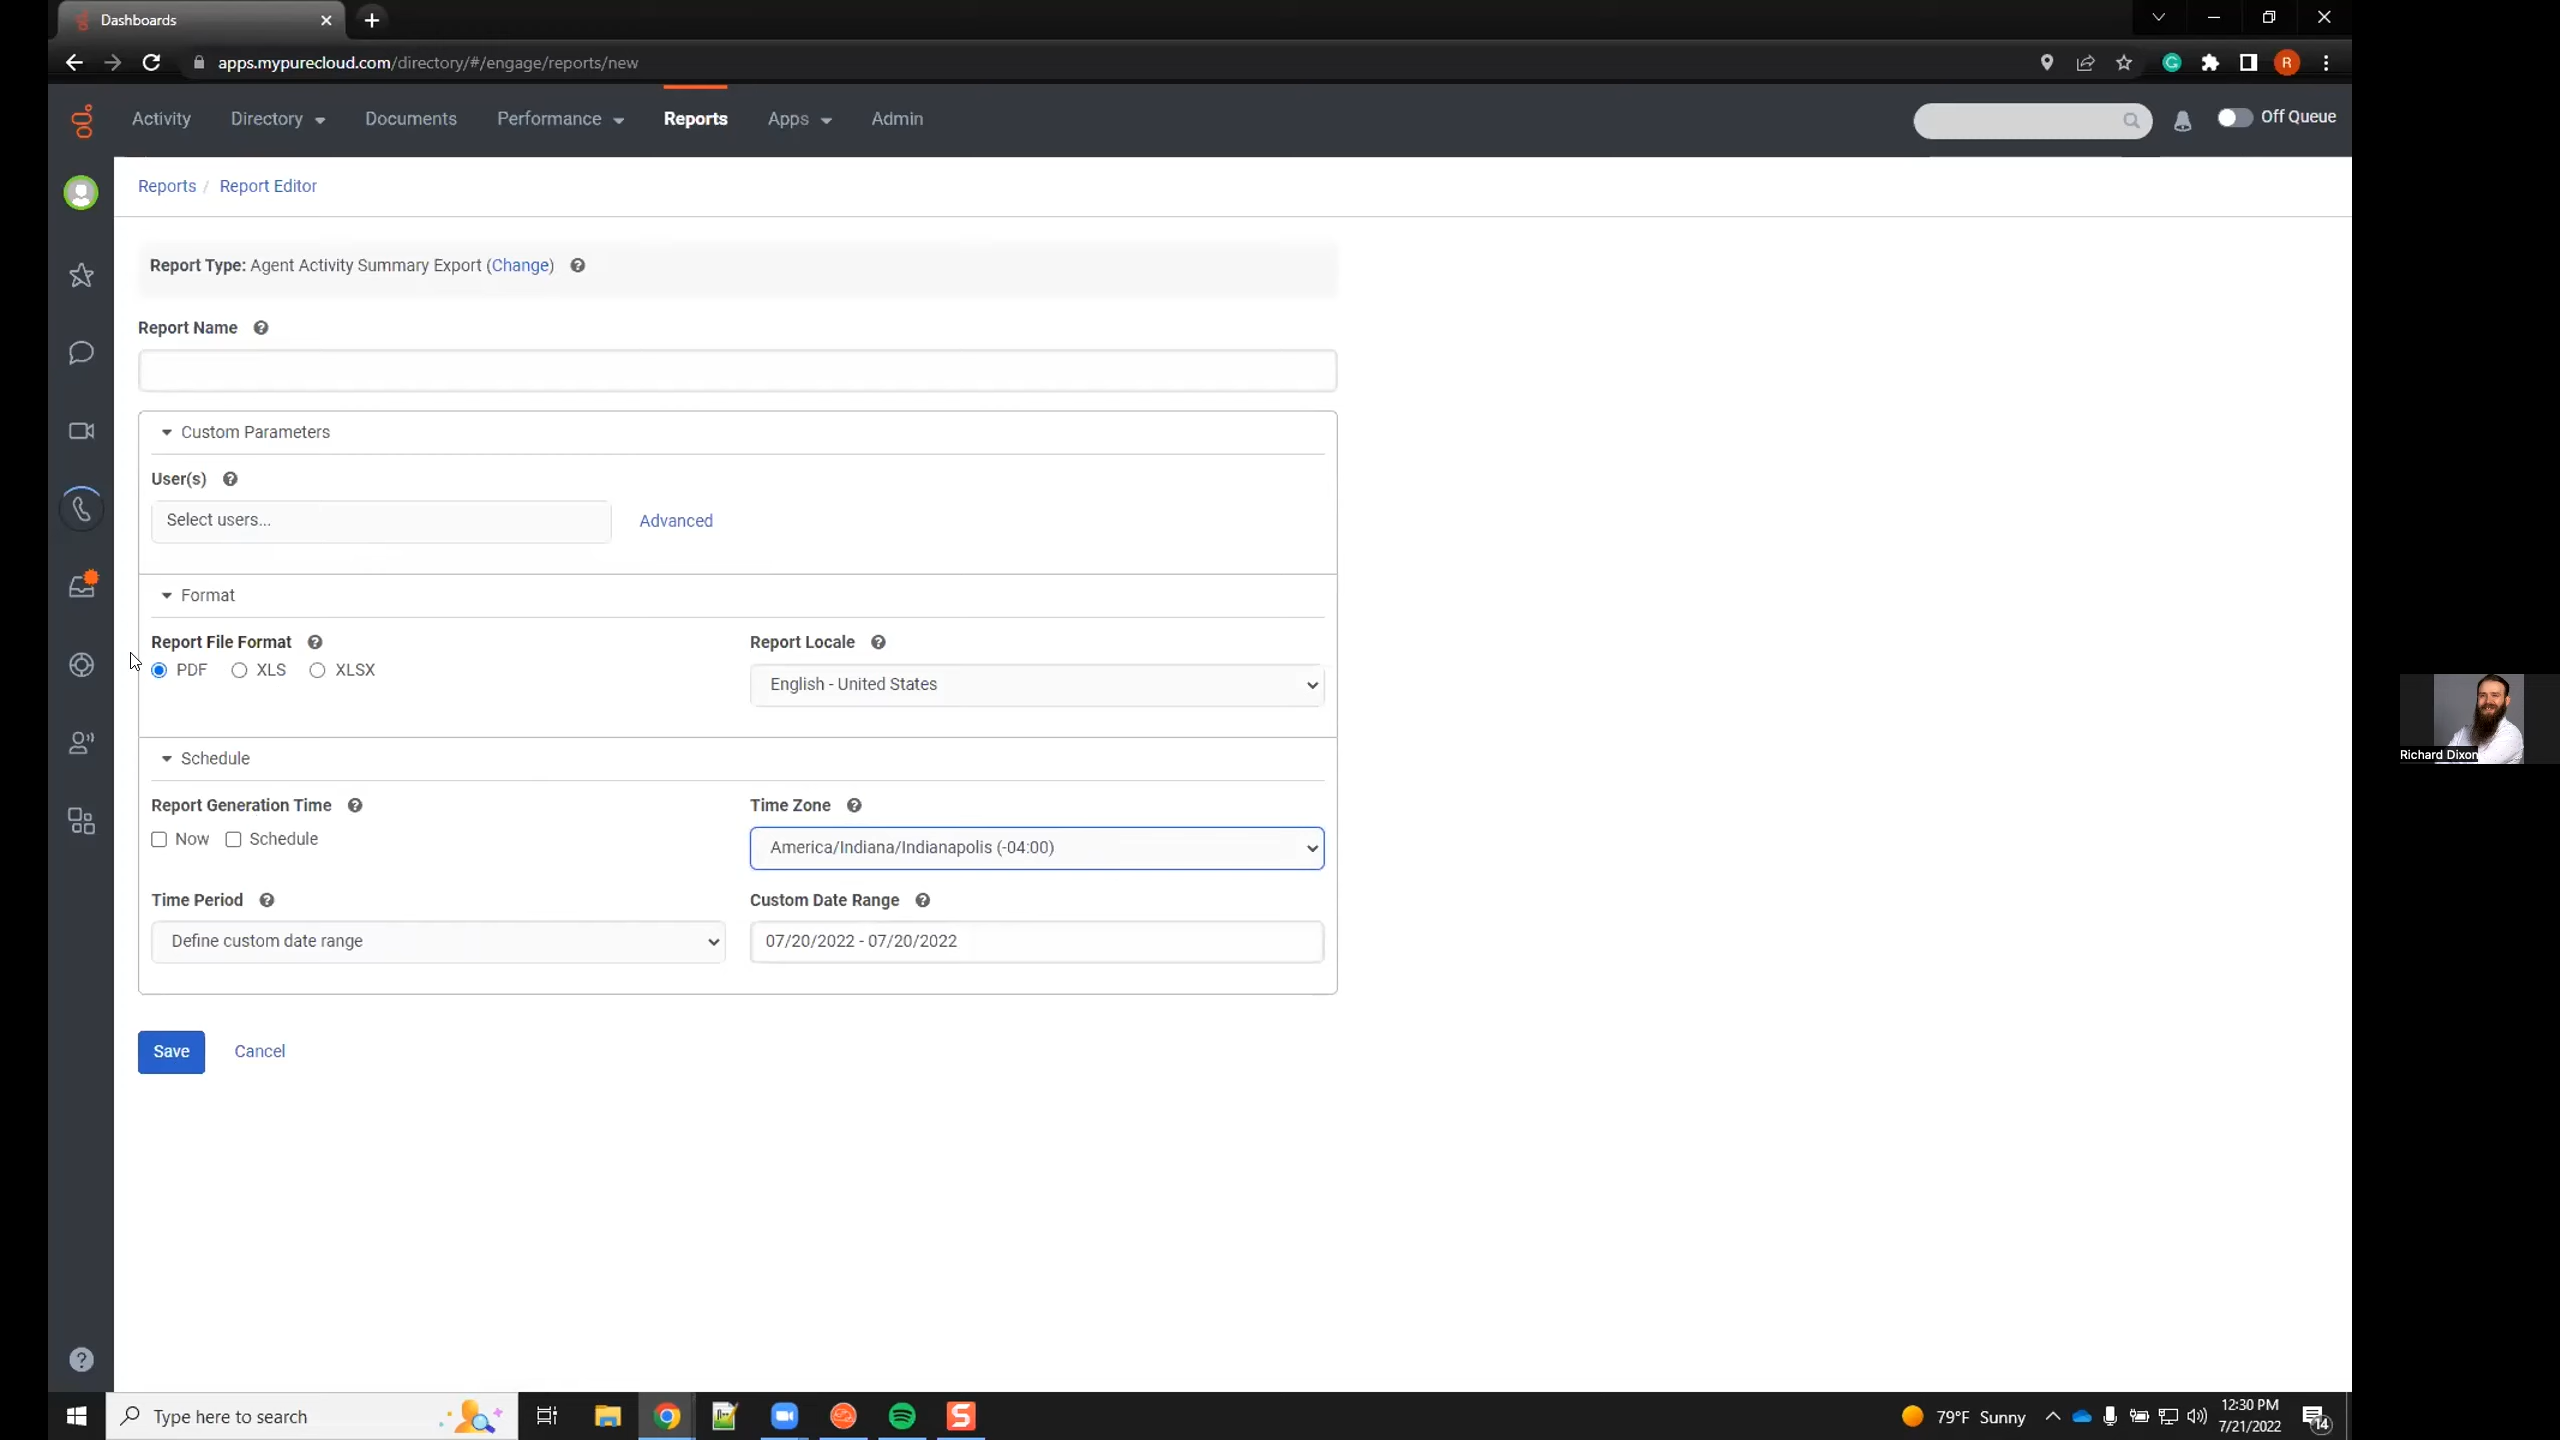 Dashboards
apps.mypurecloud.com/directory/#/engage/reports/new
R
Activity Directory Documents Performance Reports Apps Admin Off Queue
Reports / Report Editor
Report Type: Agent Activity Summary Export (Change)
Report Name
Custom Parameters
User(s)
Select users... Advanced
Format
Report File Format Report Locale
PDF XLS XLSX
English - United States
Schedule
Report Generation Time Time Zone
Now Schedule
America/Indiana/Indianapolis (-04:00)
Time Period Custom Date Range
Define custom date range 07/20/2022 - 07/20/2022
Save Cancel
Richard Dixon
Type here to search
79°F Sunny
12:30 PM
7/21/2022
14